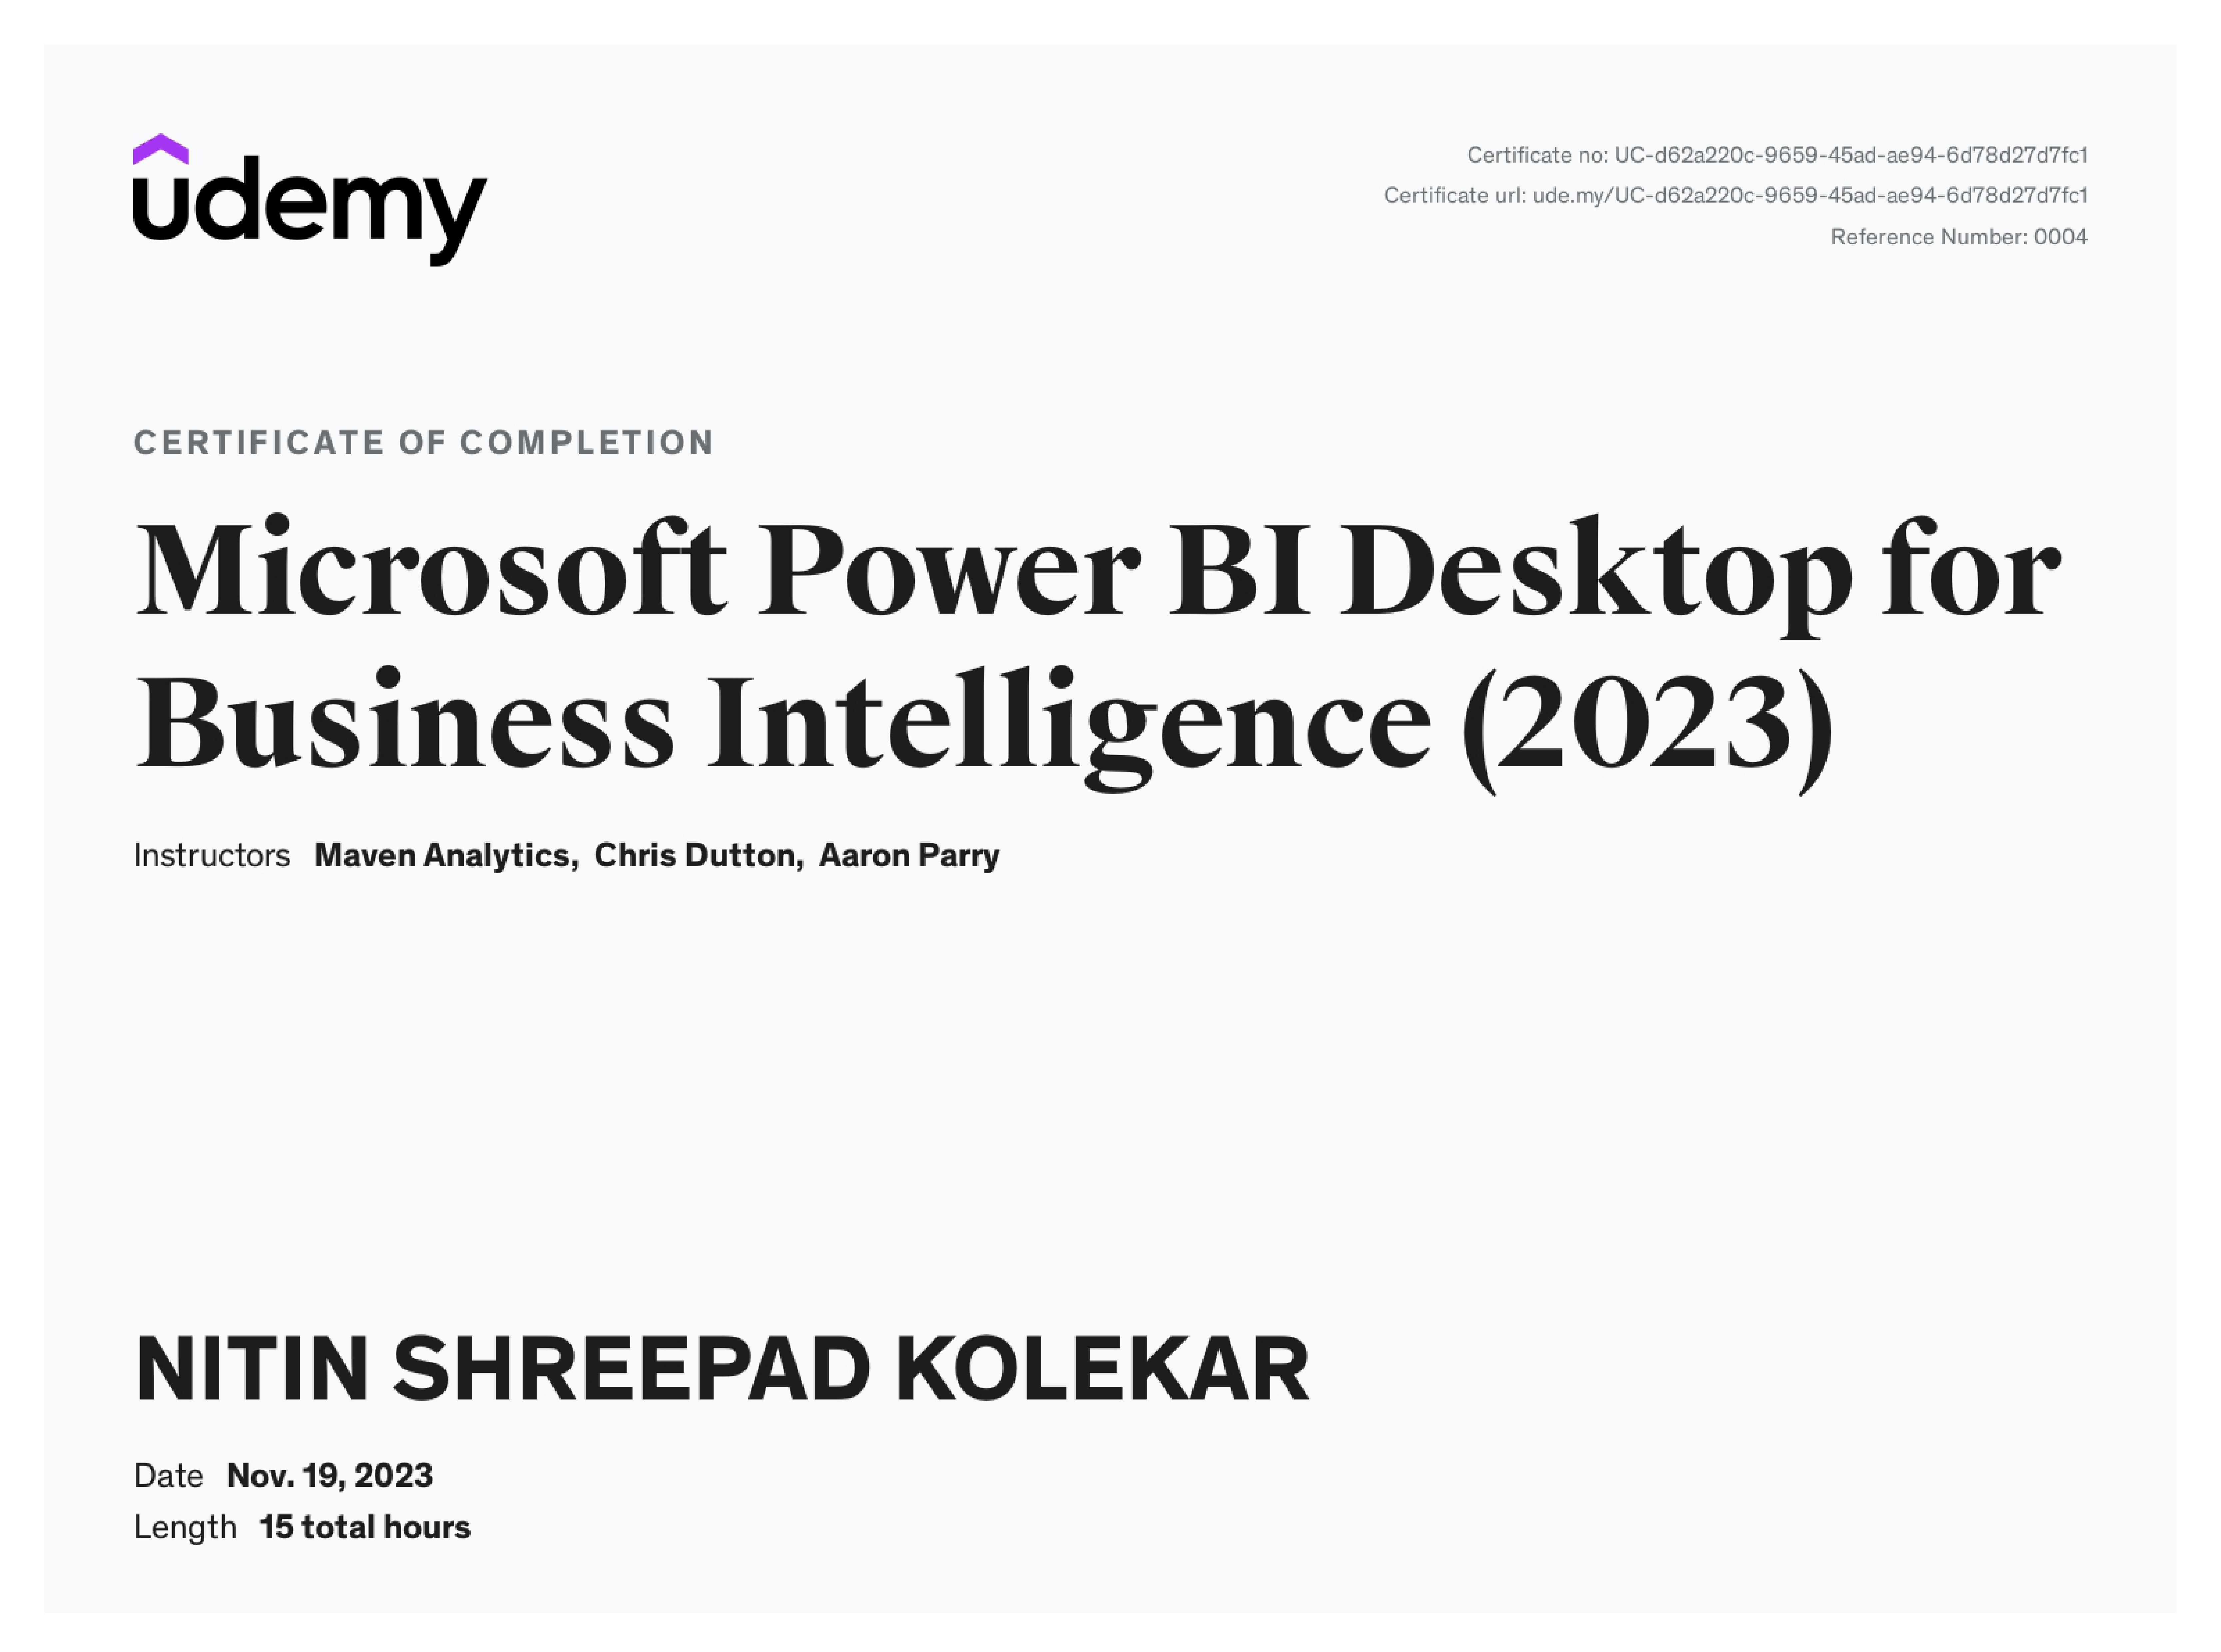 udemy
Certificate no: UC-d62a220c-9659-45ad-ae94-6d78d27d7fc1
Certificate url: ude.my/UC-d62a220c-9659-45ad-ae94-6d78d27d7fc1
Reference Number: 0004
CERTIFICATE OF COMPLETION
Microsoft Power BI Desktop for
Business Intelligence (2023)
Instructors Maven Analytics, Chris Dutton, Aaron Parry
NITIN SHREEPAD KOLEKAR
Date Nov. 19, 2023
Length 15 total hours